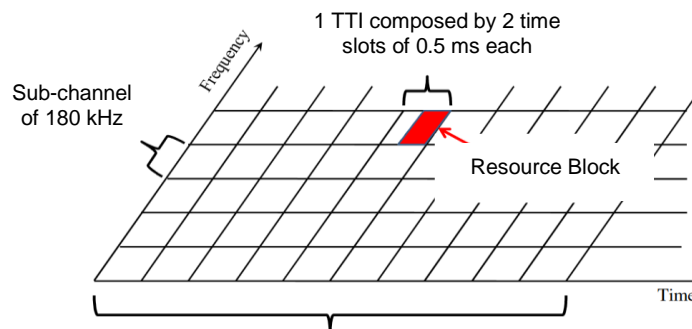 1 TTI composed by 2 time
slots of 0.5 ms each
Frequency
Sub-channel
of 180 kHz
Resource Block
Time